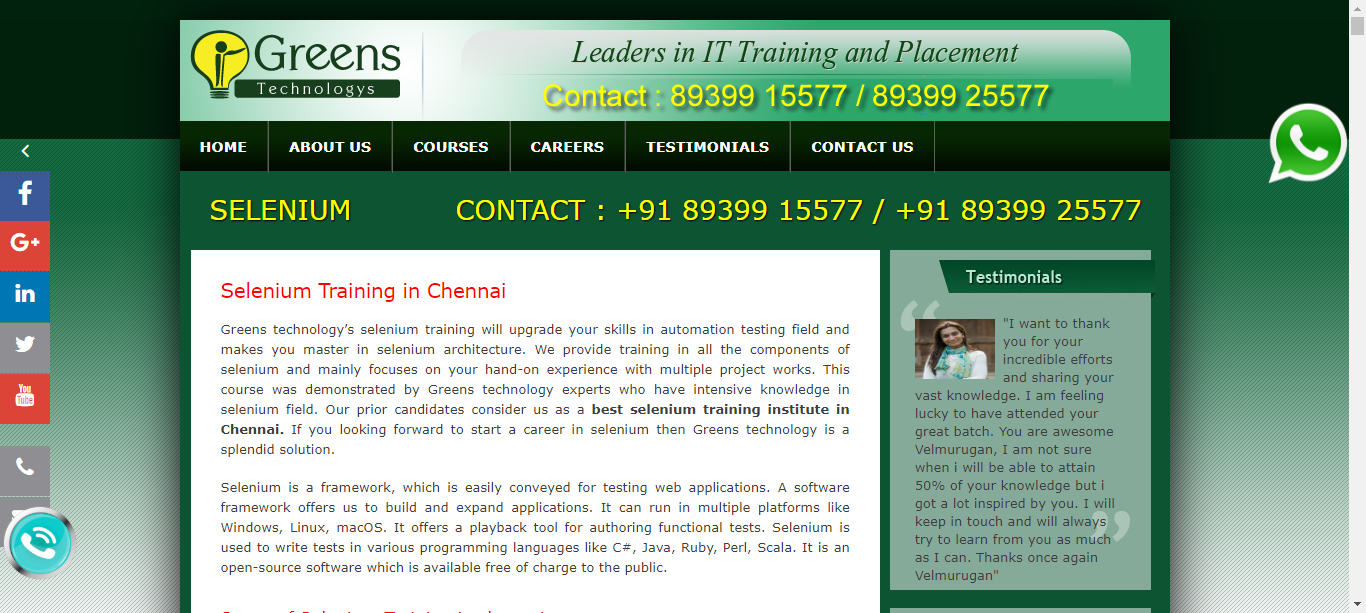 Greens
Technologys
Leaders in IT Training and Placement
Contact : 89399 15577 / 89399 25577
HOME
ABOUT US
COURSES
CAREERS
TESTIMONIALS
CONTACT US
SELENIUM
CONTACT : +91 89399 15577 / +91 89399 25577
Selenium Training in Chennai
Greens technology’s selenium training will upgrade your skills in automation testing field and
makes you master in selenium architecture. We provide training in all the components of
selenium and mainly focuses on your hand-on experience with multiple project works. This
course was demonstrated by Greens technology experts who have intensive knowledge in
selenium field. Our prior candidates consider us as a best selenium training institute in
Chennai. If you looking forward to start a career in selenium then Greens technology is a
splendid solution.
Selenium is a framework, which is easily conveyed for testing web applications. A software
framework offers us to build and expand applications. It can run in multiple platforms like
Windows, Linux, macOS. It offers a playback tool for authoring functional tests. Selenium is
used to write tests in various programming languages like C#, Java, Ruby, Perl, Scala. It is an
open-source software which is available free of charge to the public.
Testimonials
"I want to thank
you for your
incredible efforts
and sharing your
vast knowledge. I am feeling
lucky to have attended your
great batch. You are awesome
Velmurugan, I am not sure
when i will be able to attain
50% of your knowledge but i
got a lot inspired by you. I will
keep in touch and will always
try to learn from you as much
as I can. Thanks once again
Velmurugan"
f
G+
in
You
Tube